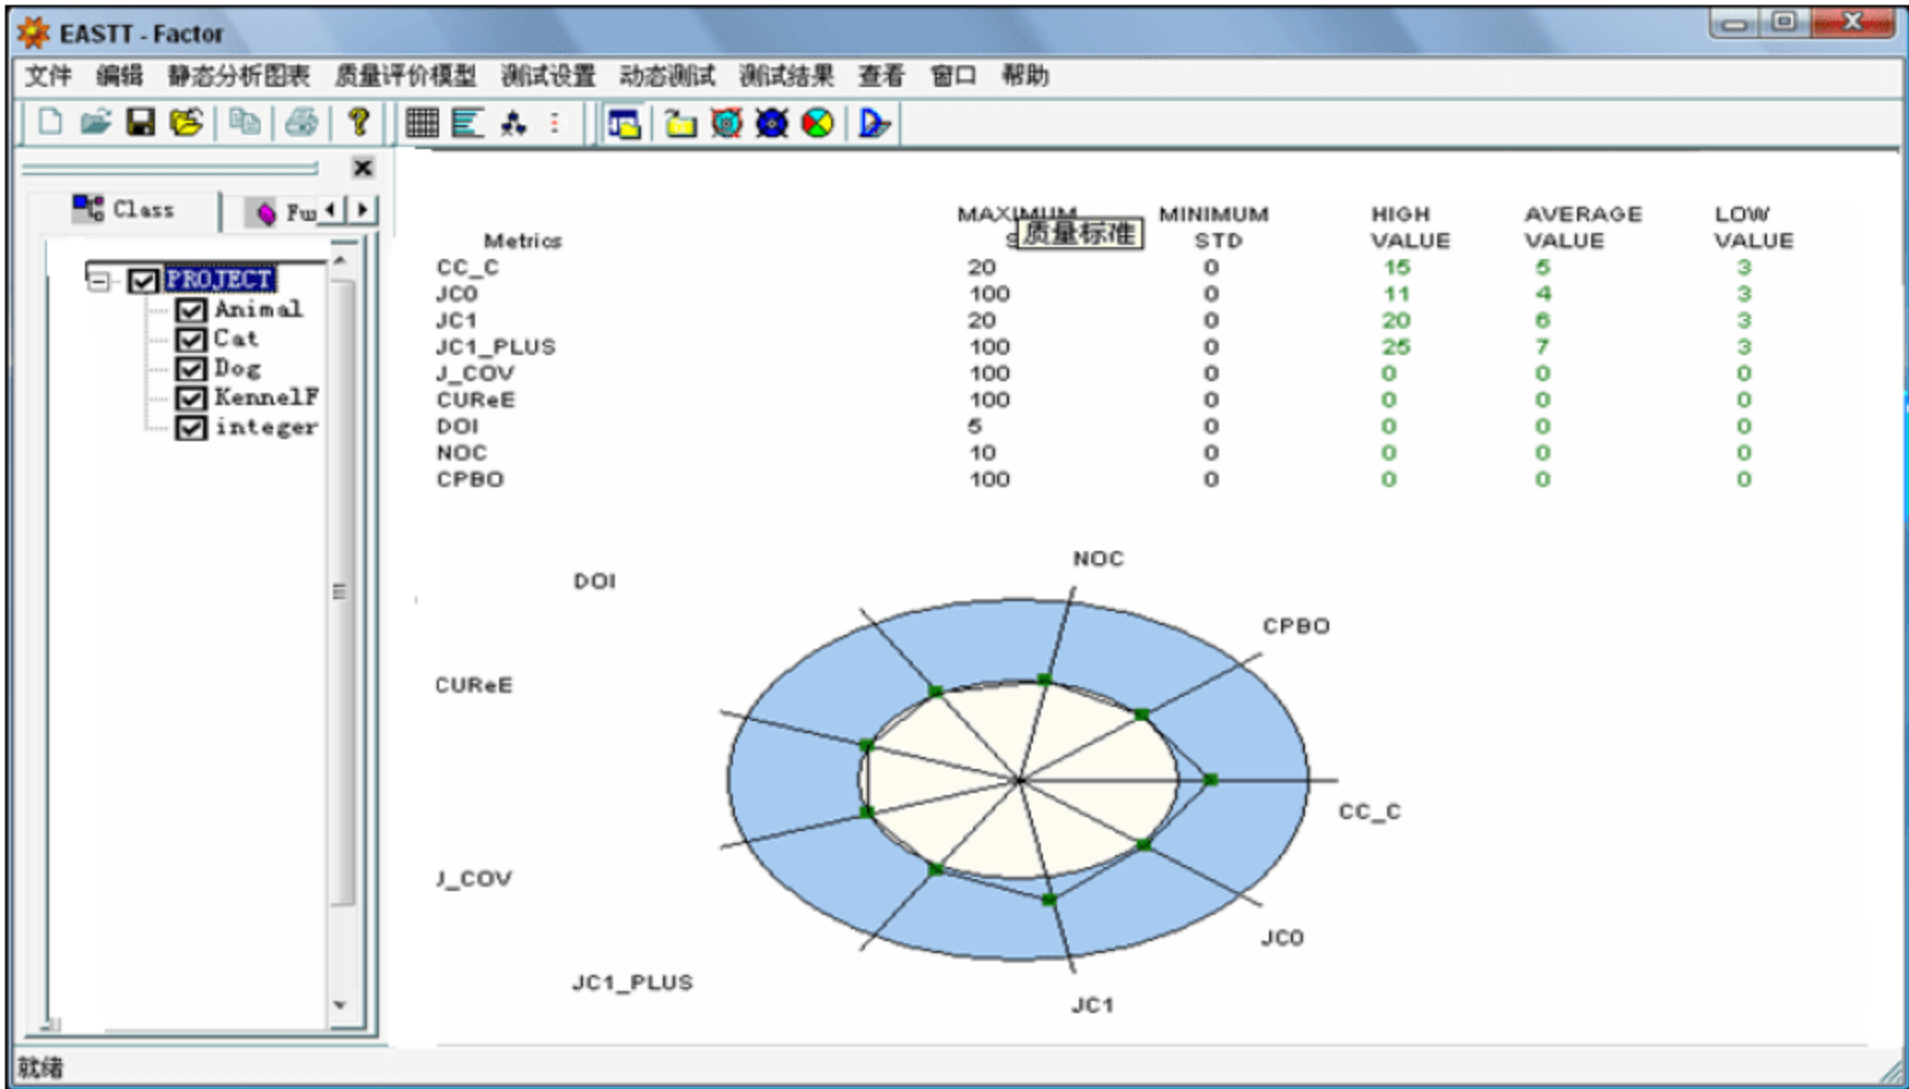 EASTT - Factor
文件 编辑 静态分析图表 质量评价模型 测试设置 动态测试 测试结果 查看 窗口 帮助
Class
PROJECT
Animal
Cat
Dog
KennelF
integer
MAXIMUM MINIMUM HIGH AVERAGE LOW
Metrics 质量标准 STD VALUE VALUE VALUE
CC_C 20 0 15 5 3
JC0 100 0 11 4 3
JC1 20 0 20 6 3
JC1_PLUS 100 0 25 7 3
J_COV 100 0 0 0 0
CUReE 100 0 0 0 0
DOI 5 0 0 0 0
NOC 10 0 0 0 0
CPBO 100 0 0 0 0
NOC
DOI
CPBO
CUReE
CC_C
J_COV
JC0
JC1_PLUS
JC1
就绪